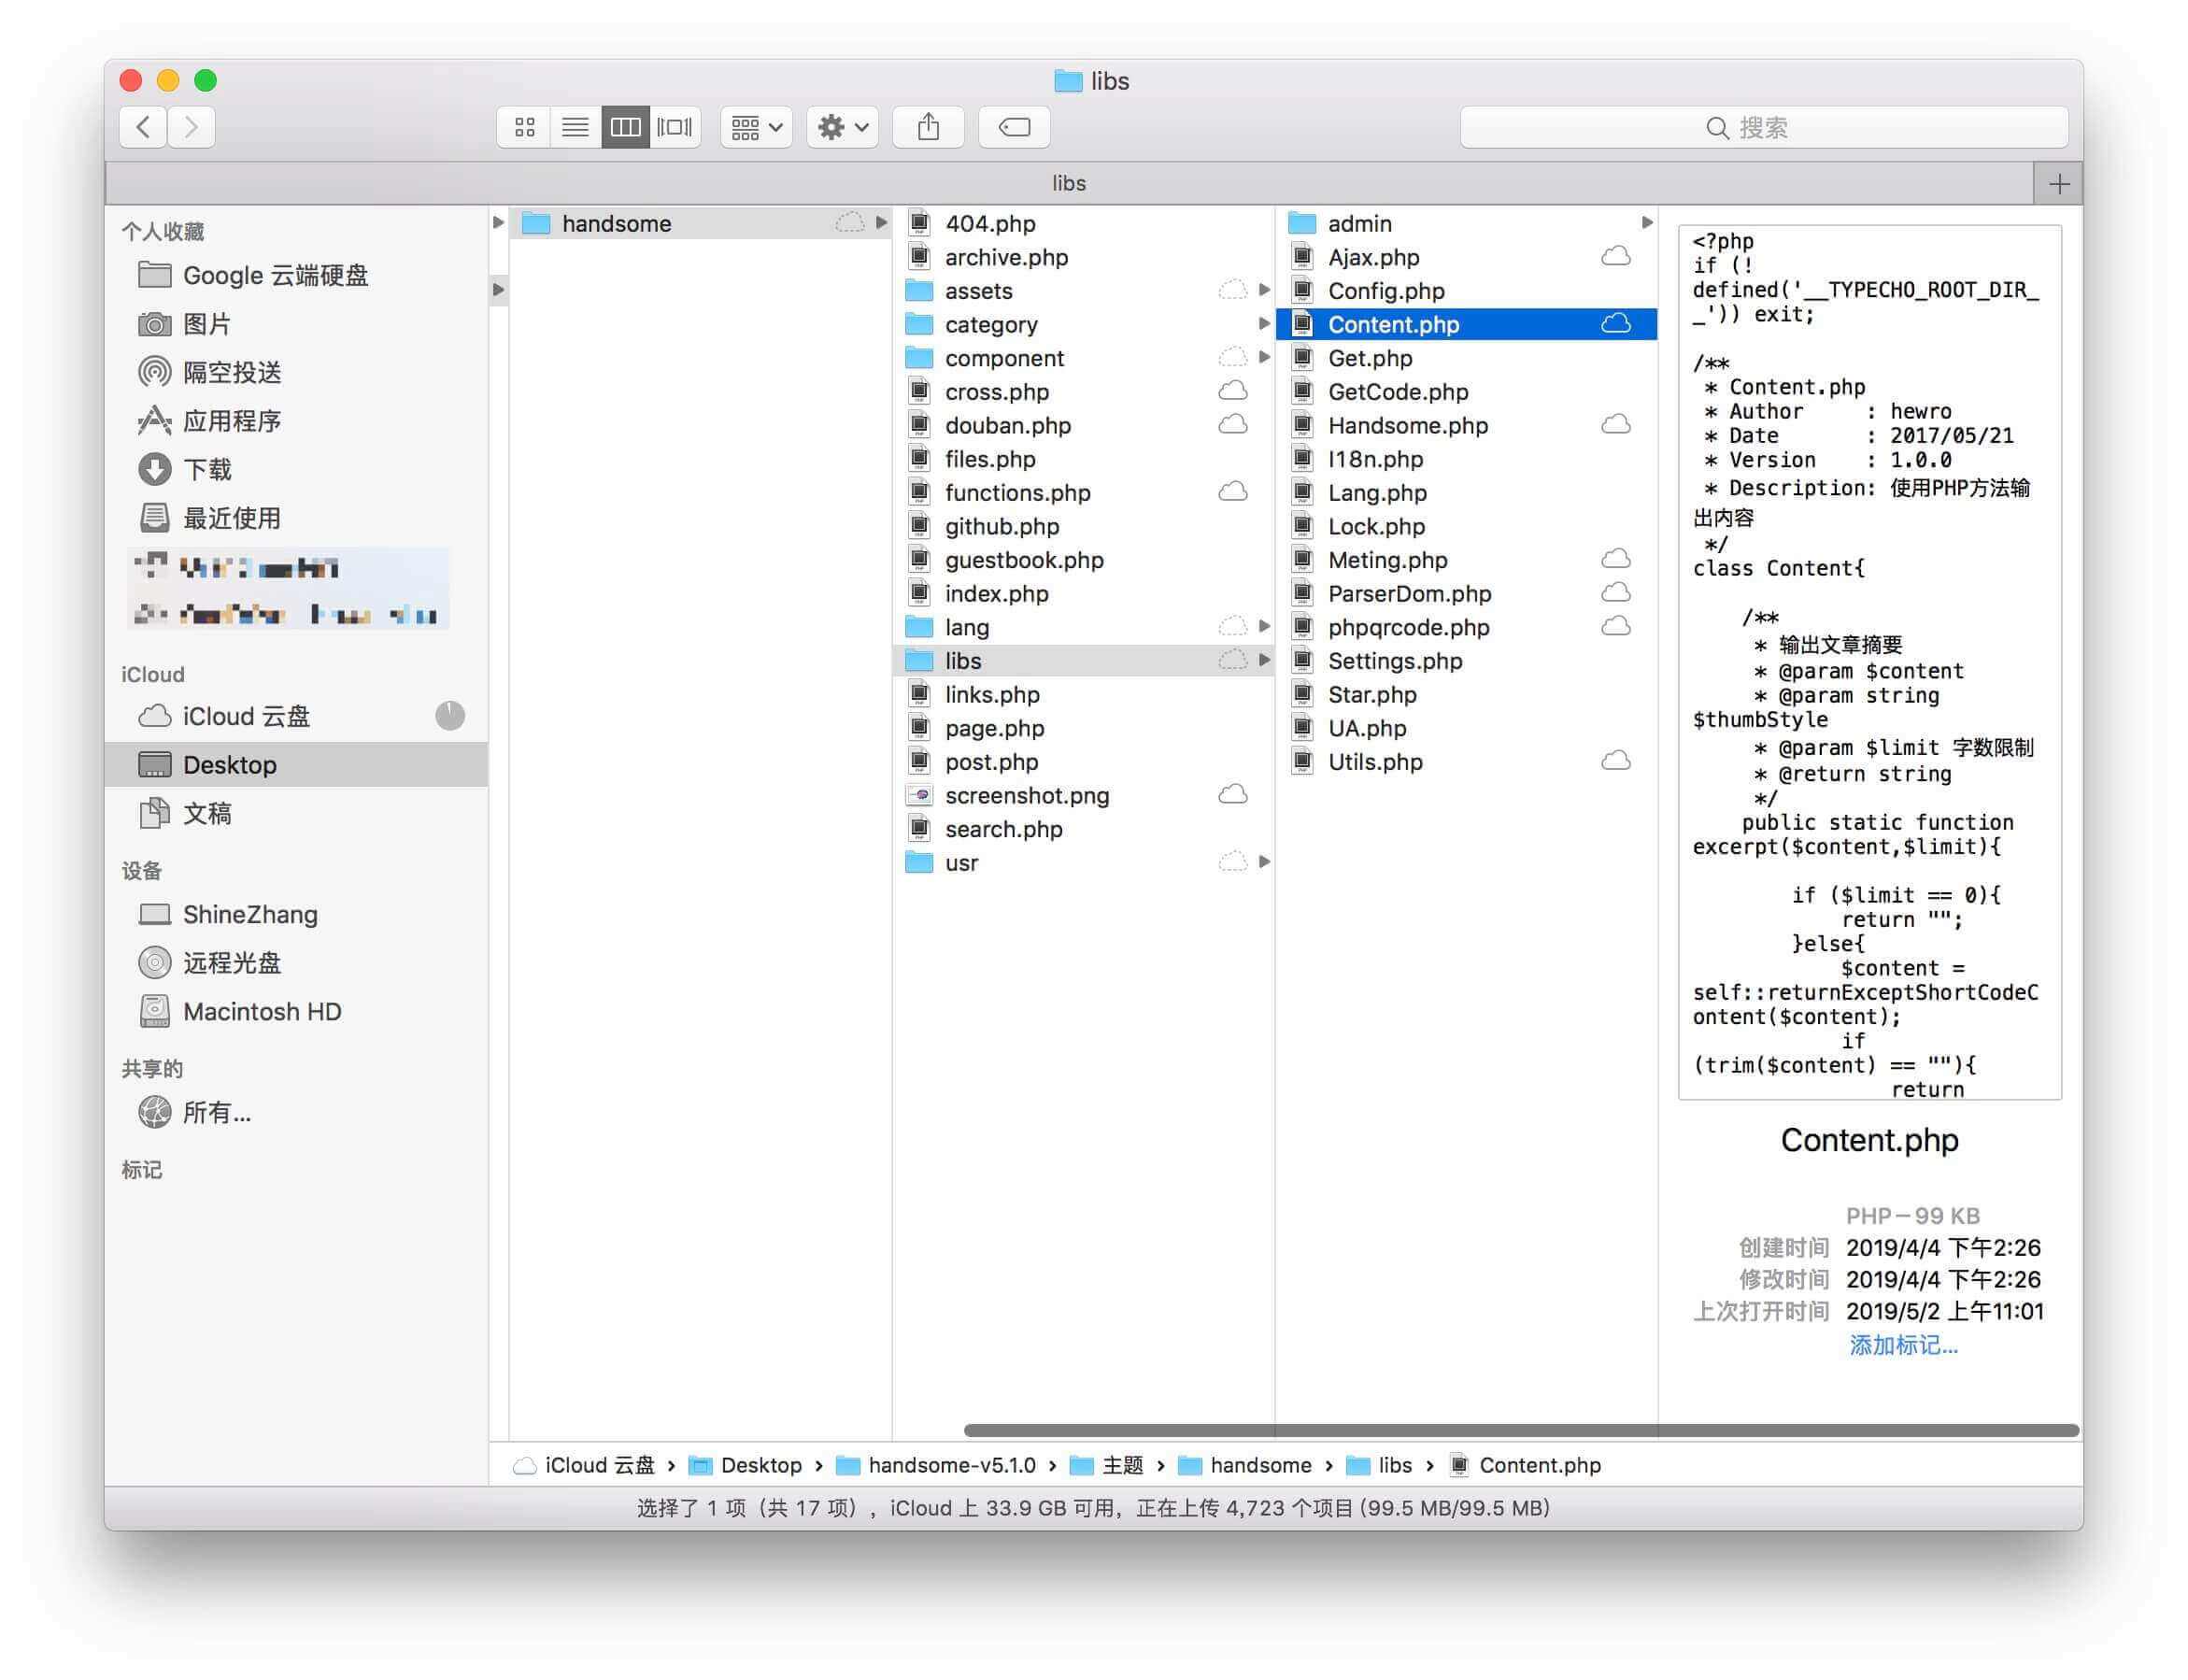 libs
搜索
libs
个人收藏
Google 云端硬盘
图片
隔空投送
应用程序
下载
最近使用
iCloud
iCloud 云盘
Desktop
文稿
设备
ShineZhang
远程光盘
Macintosh HD
共享的
所有...
标记
handsome
404.php
archive.php
assets
category
component
cross.php
douban.php
files.php
functions.php
github.php
guestbook.php
index.php
lang
libs
links.php
page.php
post.php
screenshot.png
search.php
usr
admin
Ajax.php
Config.php
Content.php
Get.php
GetCode.php
Handsome.php
I18n.php
Lang.php
Lock.php
Meting.php
ParserDom.php
phpqrcode.php
Settings.php
Star.php
UA.php
Utils.php
<?php
if (!
defined('__TYPECHO_ROOT_DIR_
_')) exit;
/**
* Content.php
* Author : hewro
* Date : 2017/05/21
* Version : 1.0.0
* Description: 使用PHP方法输
出内容
*/
class Content{
/**
* 输出文章摘要
* @param $content
* @param string
$thumbStyle
* @param $limit 字数限制
* @return string
*/
public static function
excerpt($content,$limit){
if ($limit == 0){
return "";
}else{
$content =
self::returnExceptShortCodeC
ontent($content);
if
(trim($content) == ""){
return
Content.php
PHP－99 KB
创建时间 2019/4/4 下午2:26
修改时间 2019/4/4 下午2:26
上次打开时间 2019/5/2 上午11:01
添加标记...
iCloud 云盘 › Desktop › handsome-v5.1.0 › 主题 › handsome › libs › Content.php
选择了 1 项（共 17 项），iCloud 上 33.9 GB 可用，正在上传 4,723 个项目 (99.5 MB/99.5 MB)